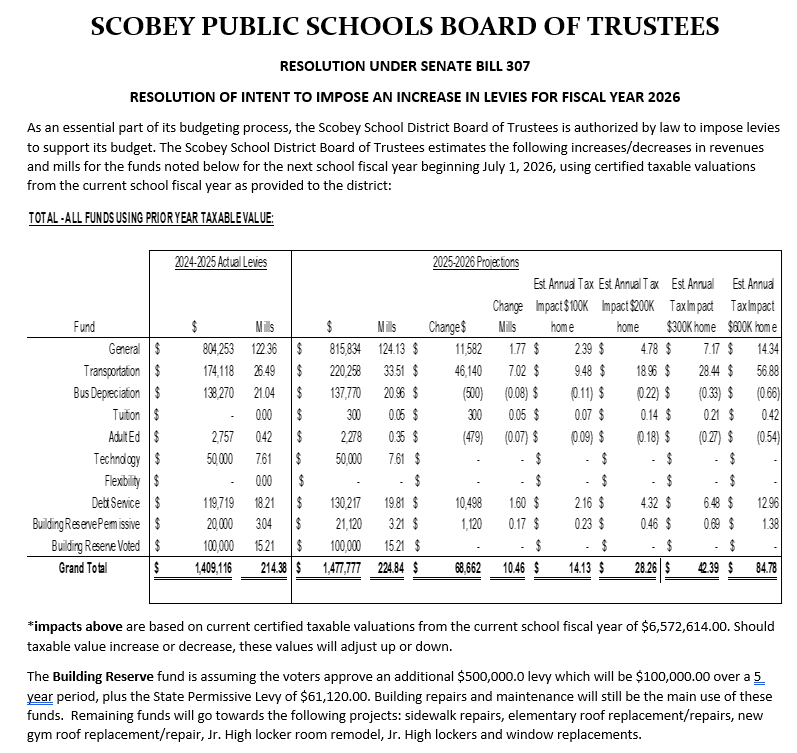 SCOBEY PUBLIC SCHOOLS BOARD OF TRUSTEES
RESOLUTION UNDER SENATE BILL 307
RESOLUTION OF INTENT TO IMPOSE AN INCREASE IN LEVIES FOR FISCAL YEAR 2026
As an essential part of its budgeting process, the Scobey School District Board of Trustees is authorized by law to impose levies
to support its budget. The Scobey School District Board of Trustees estimates the following increases/decreases in revenues
and mills for the funds noted below for the next school fiscal year beginning July 1, 2026, using certified taxable valuations
from the current school fiscal year as provided to the district:
TOTAL - ALL FUNDS USING PRIOR YEAR TAXABLE VALUE:
2024-2025 Actual Levies 2025-2026 Projections
Est. Annual Tax Est. Annual Tax Est. Annual Est. Annual
Change Impact $100K Impact $200K Tax Impact Tax Impact
Fund $ Mills $ Mills Change $ Mills home home $300K home $600K home
General $ 804,253 122.36 $ 815,834 124.13 $ 11,582 1.77 $ 2.39 $ 4.78 $ 7.17 $ 14.34
Transportation $ 174,118 26.49 $ 220,258 33.51 $ 46,140 7.02 $ 9.48 $ 18.96 $ 28.44 $ 56.88
Bus Depreciation $ 138,270 21.04 $ 137,770 20.96 $ (500) (0.08) $ (0.11) $ (0.22) $ (0.33) $ (0.66)
Tuition $ - 0.00 $ 300 0.05 $ 300 0.05 $ 0.07 $ 0.14 $ 0.21 $ 0.42
Adult Ed $ 2,757 0.42 $ 2,278 0.35 $ (479) (0.07) $ (0.09) $ (0.18) $ (0.27) $ (0.54)
Technology $ 50,000 7.61 $ 50,000 7.61 $ - - $ - $ - $ - $ -
Flexibility $ - 0.00 $ - - $ - - $ - $ - $ - $ -
Debt Service $ 119,719 18.21 $ 130,217 19.81 $ 10,498 1.60 $ 2.16 $ 4.32 $ 6.48 $ 12.96
Building Reserve Permissive $ 20,000 3.04 $ 21,120 3.21 $ 1,120 0.17 $ 0.23 $ 0.46 $ 0.69 $ 1.38
Building Reserve Voted $ 100,000 15.21 $ 100,000 15.21 $ - - $ - $ - $ - $ -
Grand Total $ 1,409,116 214.38 $ 1,477,777 224.84 $ 68,662 10.46 $ 14.13 $ 28.26 $ 42.39 $ 84.78
*impacts above are based on current certified taxable valuations from the current school fiscal year of $6,572,614.00. Should
taxable value increase or decrease, these values will adjust up or down.
The Building Reserve fund is assuming the voters approve an additional $500,000.0 levy which will be $100,000.00 over a 5
year period, plus the State Permissive Levy of $61,120.00. Building repairs and maintenance will still be the main use of these
funds. Remaining funds will go towards the following projects: sidewalk repairs, elementary roof replacement/repairs, new
gym roof replacement/repair, Jr. High locker room remodel, Jr. High lockers and window replacements.